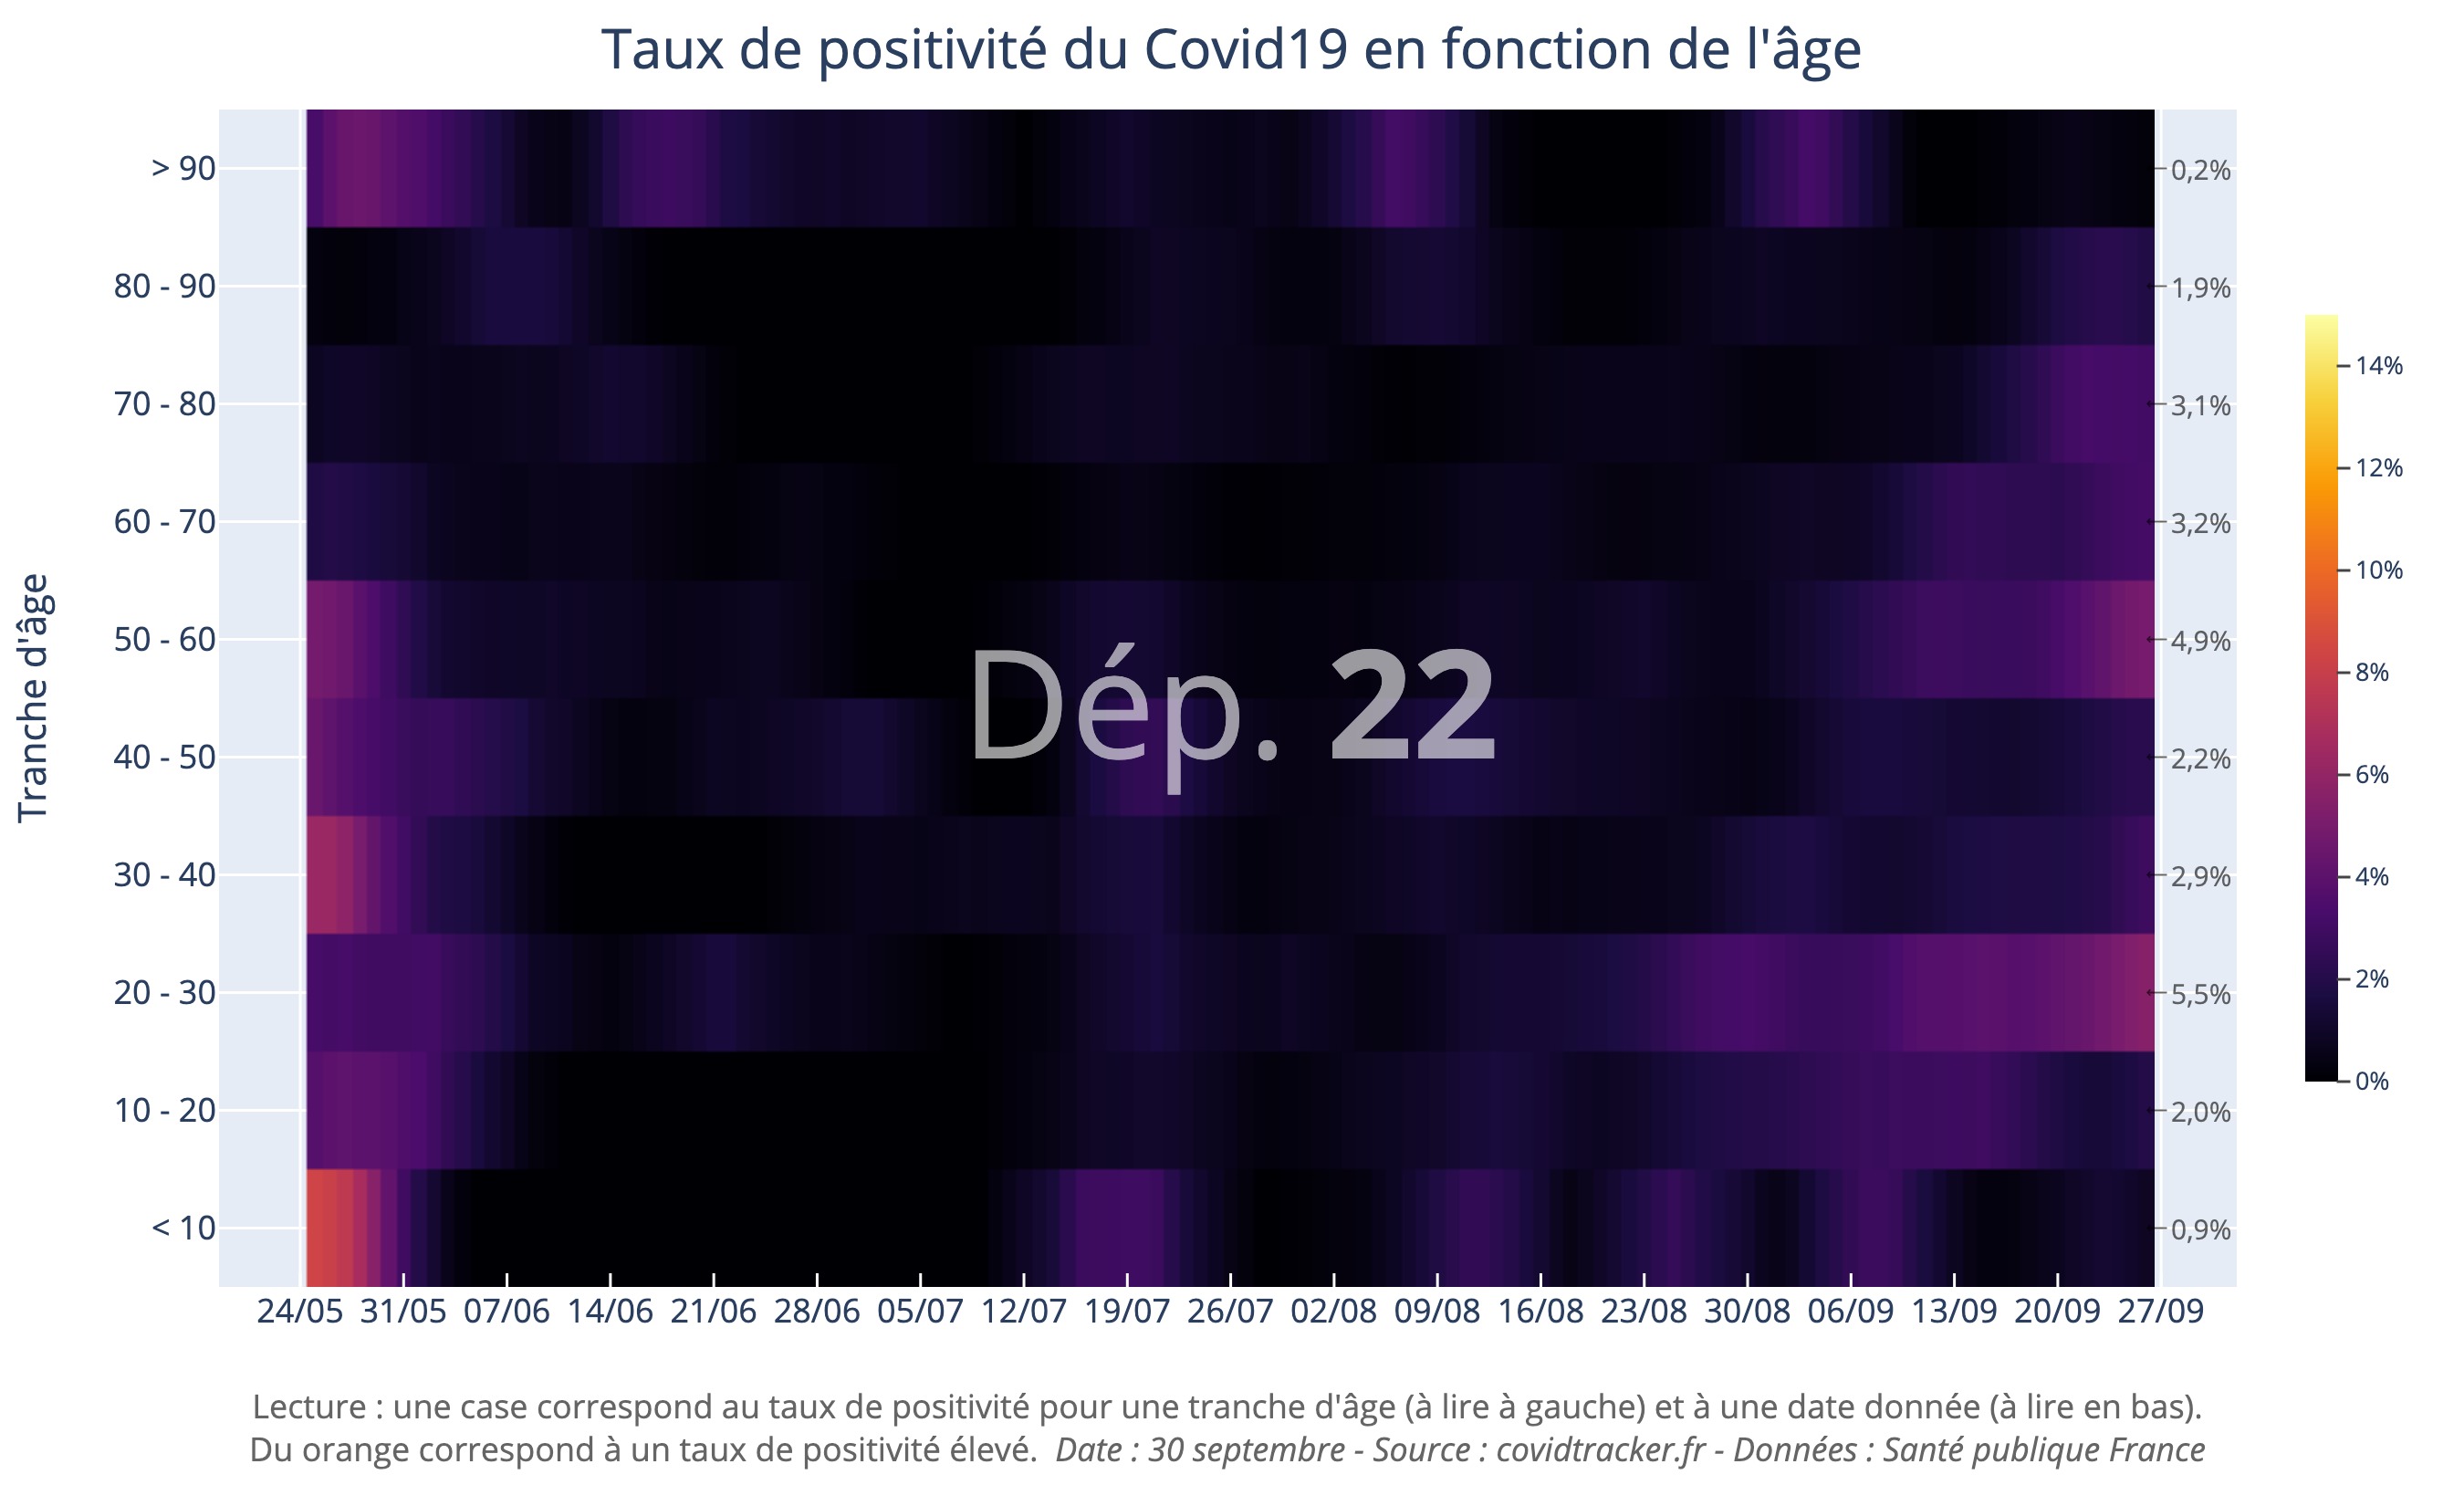 Taux de positivité du Covid19 en fonction de l'âge
Tranche d'âge
> 90
80 - 90
70 - 80
60 - 70
50 - 60
40 - 50
30 - 40
20 - 30
10 - 20
< 10
Dép. 22
0,2%
1,9%
3,1%
3,2%
4,9%
2,2%
2,9%
5,5%
2,0%
0,9%
14%
12%
10%
8%
6%
4%
2%
0%
24/05 31/05 07/06 14/06 21/06 28/06 05/07 12/07 19/07 26/07 02/08 09/08 16/08 23/08 30/08 06/09 13/09 20/09 27/09
Lecture : une case correspond au taux de positivité pour une tranche d'âge (à lire à gauche) et à une date donnée (à lire en bas).
Du orange correspond à un taux de positivité élevé. Date : 30 septembre - Source : covidtracker.fr - Données : Santé publique France